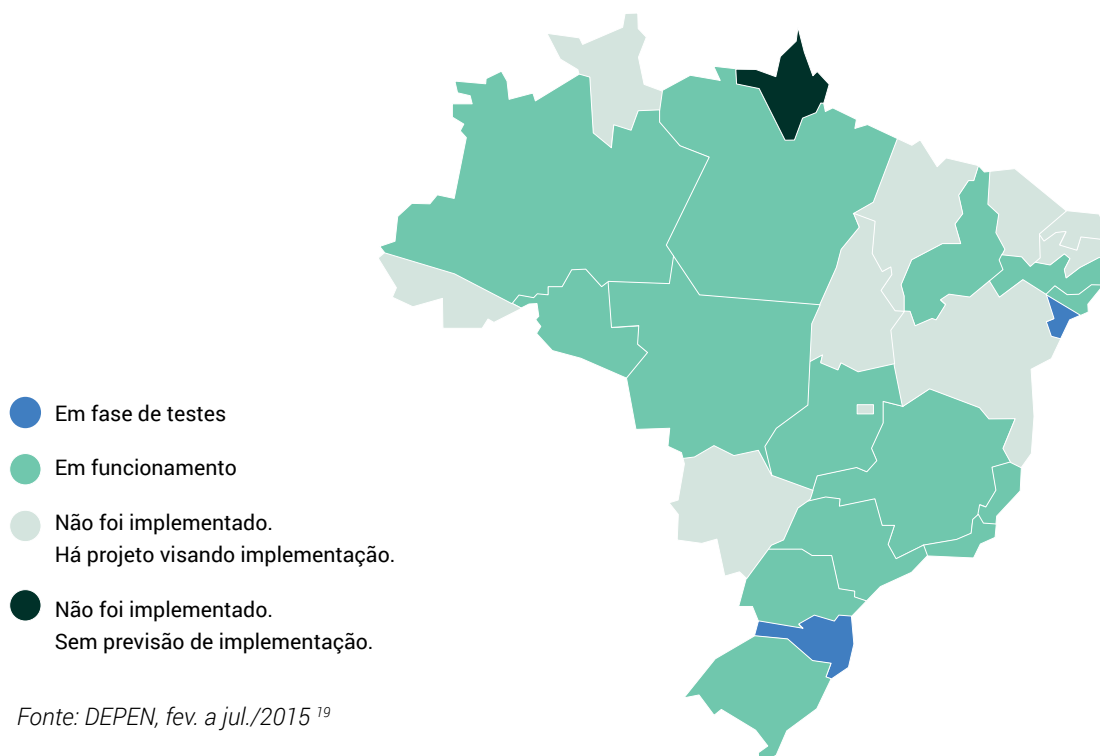 Em fase de testes
Em funcionamento
Não foi implementado.
Há projeto visando implementação.
Não foi implementado.
Sem previsão de implementação.
Fonte: DEPEN, fev. a jul./2015 19